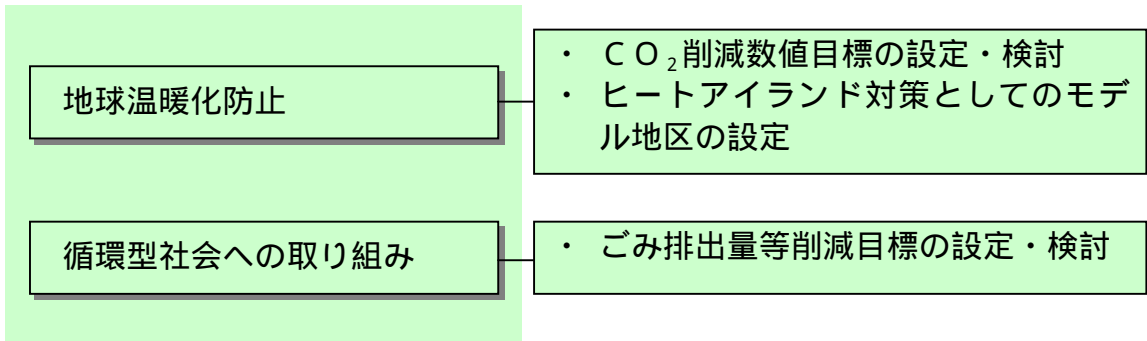 地球温暖化防止
・　ＣＯ₂削減数値目標の設定・検討
・　ヒートアイランド対策としてのモデ
ル地区の設定
循環型社会への取り組み
・　ごみ排出量等削減目標の設定・検討